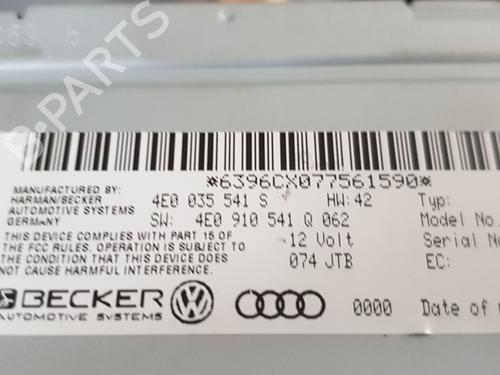 *6396CX077561590*
MANUFACTURED BY:
HARMAN/BECKER
AUTOMOTIVE SYSTEMS
GERMANY
4E0 035 541 S HW: 42 Typ:
SW: 4E0 910 541 Q 062 Model No.
THIS DEVICE COMPLIES WITH PART 15 OF 12 Volt Serial No
THE FCC RULES. OPERATION IS SUBJECT TO
THE CONDITION THAT THIS DEVICE DOES 074 JTB EC:
NOT CAUSE HARMFUL INTERFERENCE.
BECKER 0000 Date of
AUTOMOTIVE SYSTEMS
B-PARTS